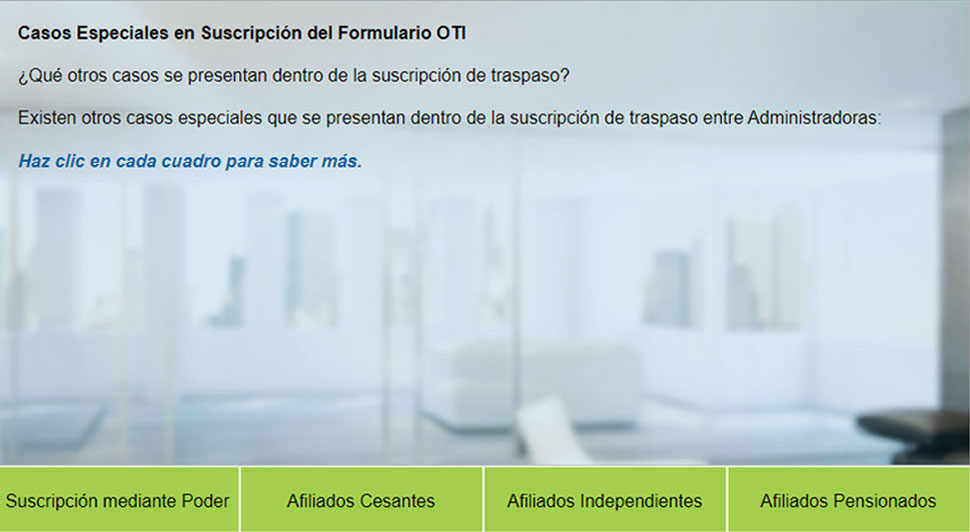 Casos Especiales en Suscripción del Formulario OTI
¿Qué otros casos se presentan dentro de la suscripción de traspaso?
Existen otros casos especiales que se presentan dentro de la suscripción de traspaso entre Administradoras:
Haz clic en cada cuadro para saber más.
Suscripción mediante Poder
Afiliados Cesantes
Afiliados Independientes
Afiliados Pensionados